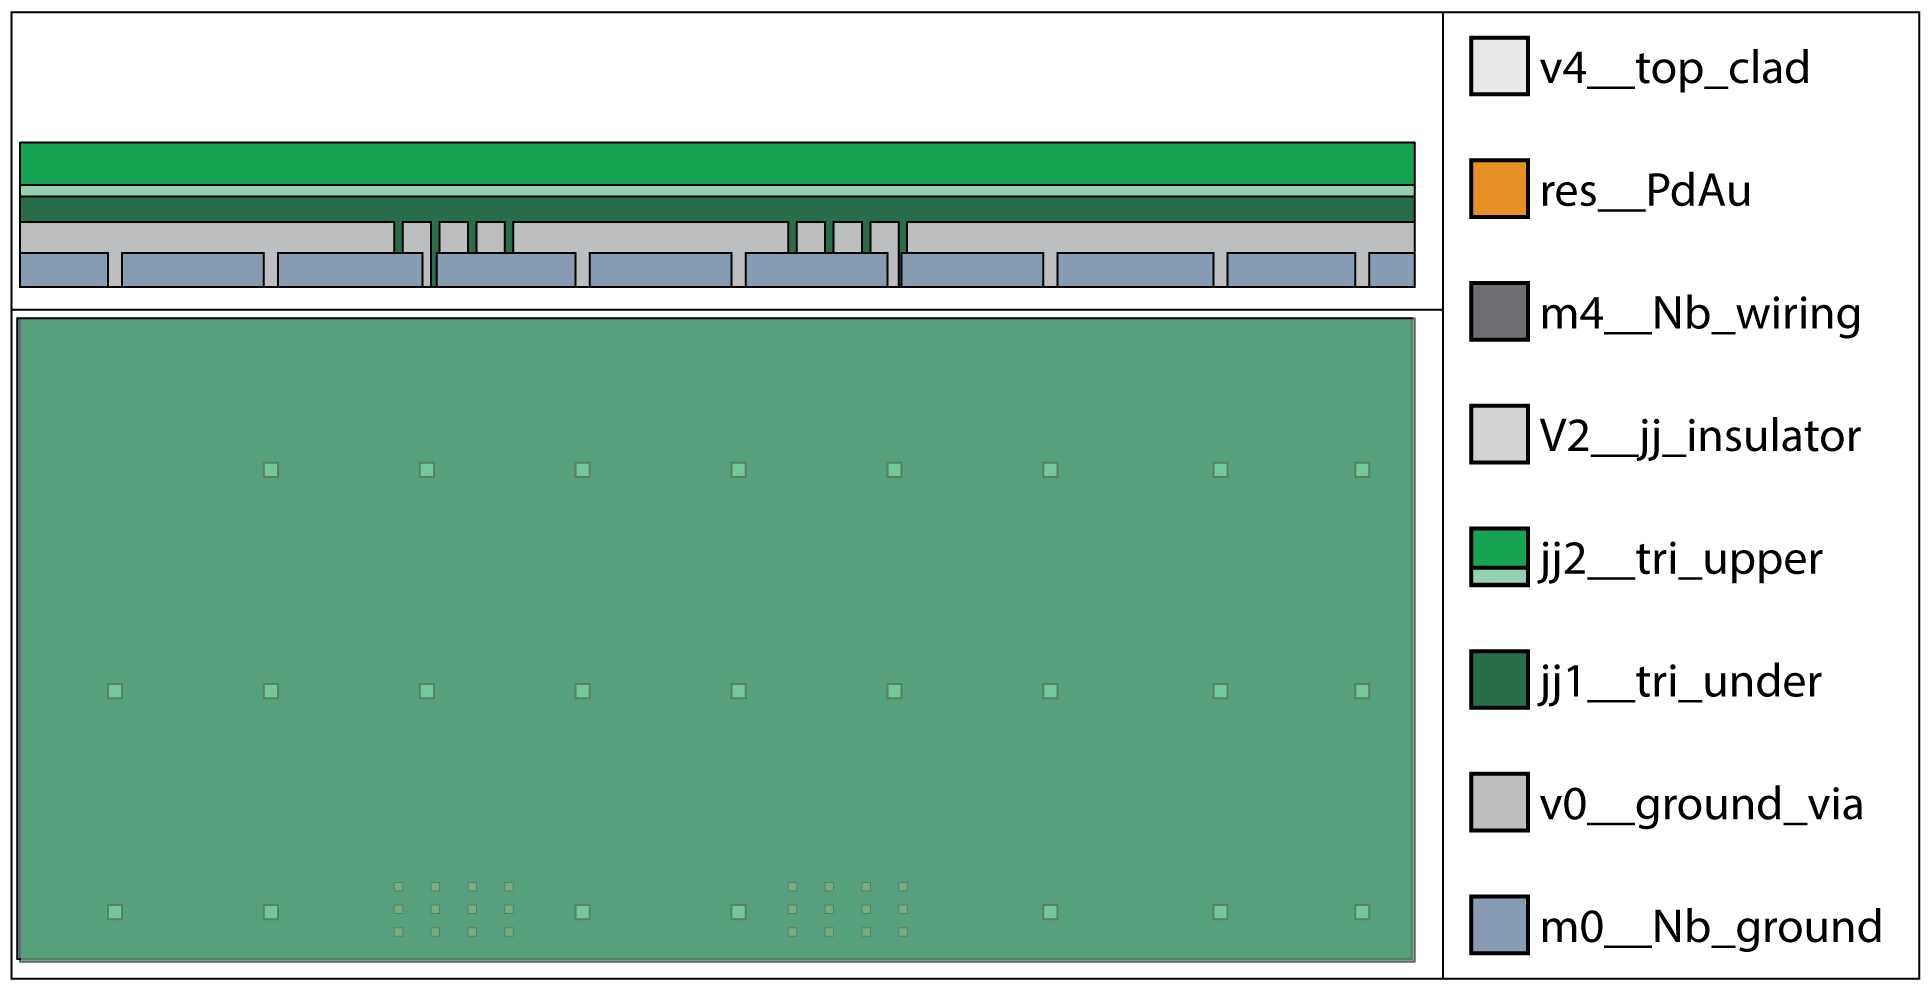 v4__top_clad
res__PdAu
m4__Nb_wiring
V2__jj_insulator
jj2__tri_upper
jj1__tri_under
v0__ground_via
m0__Nb_ground